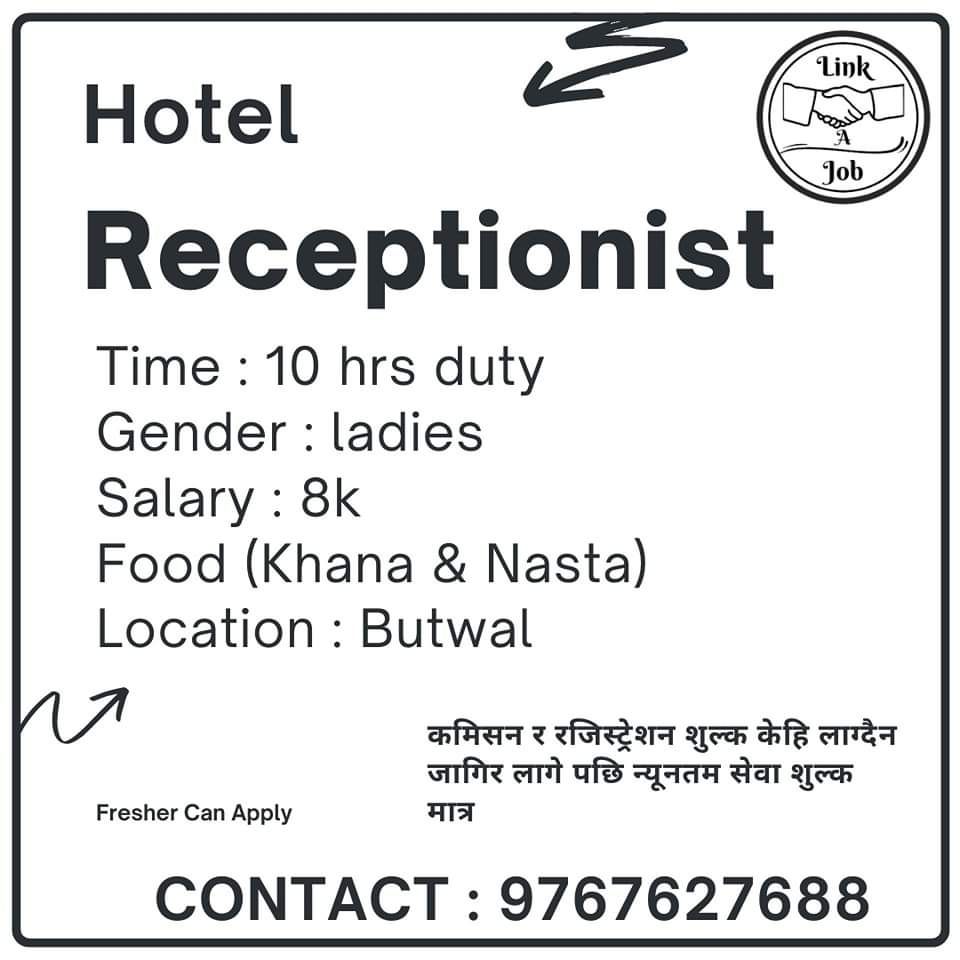 Link
A
Job
Hotel
Receptionist
Time : 10 hrs duty
Gender : ladies
Salary : 8k
Food (Khana & Nasta)
Location : Butwal
कमिसन र रजिस्ट्रेशन शुल्क केहि लाग्दैन
जागिर लागे पछि न्यूनतम सेवा शुल्क
मात्र
Fresher Can Apply
CONTACT : 9767627688